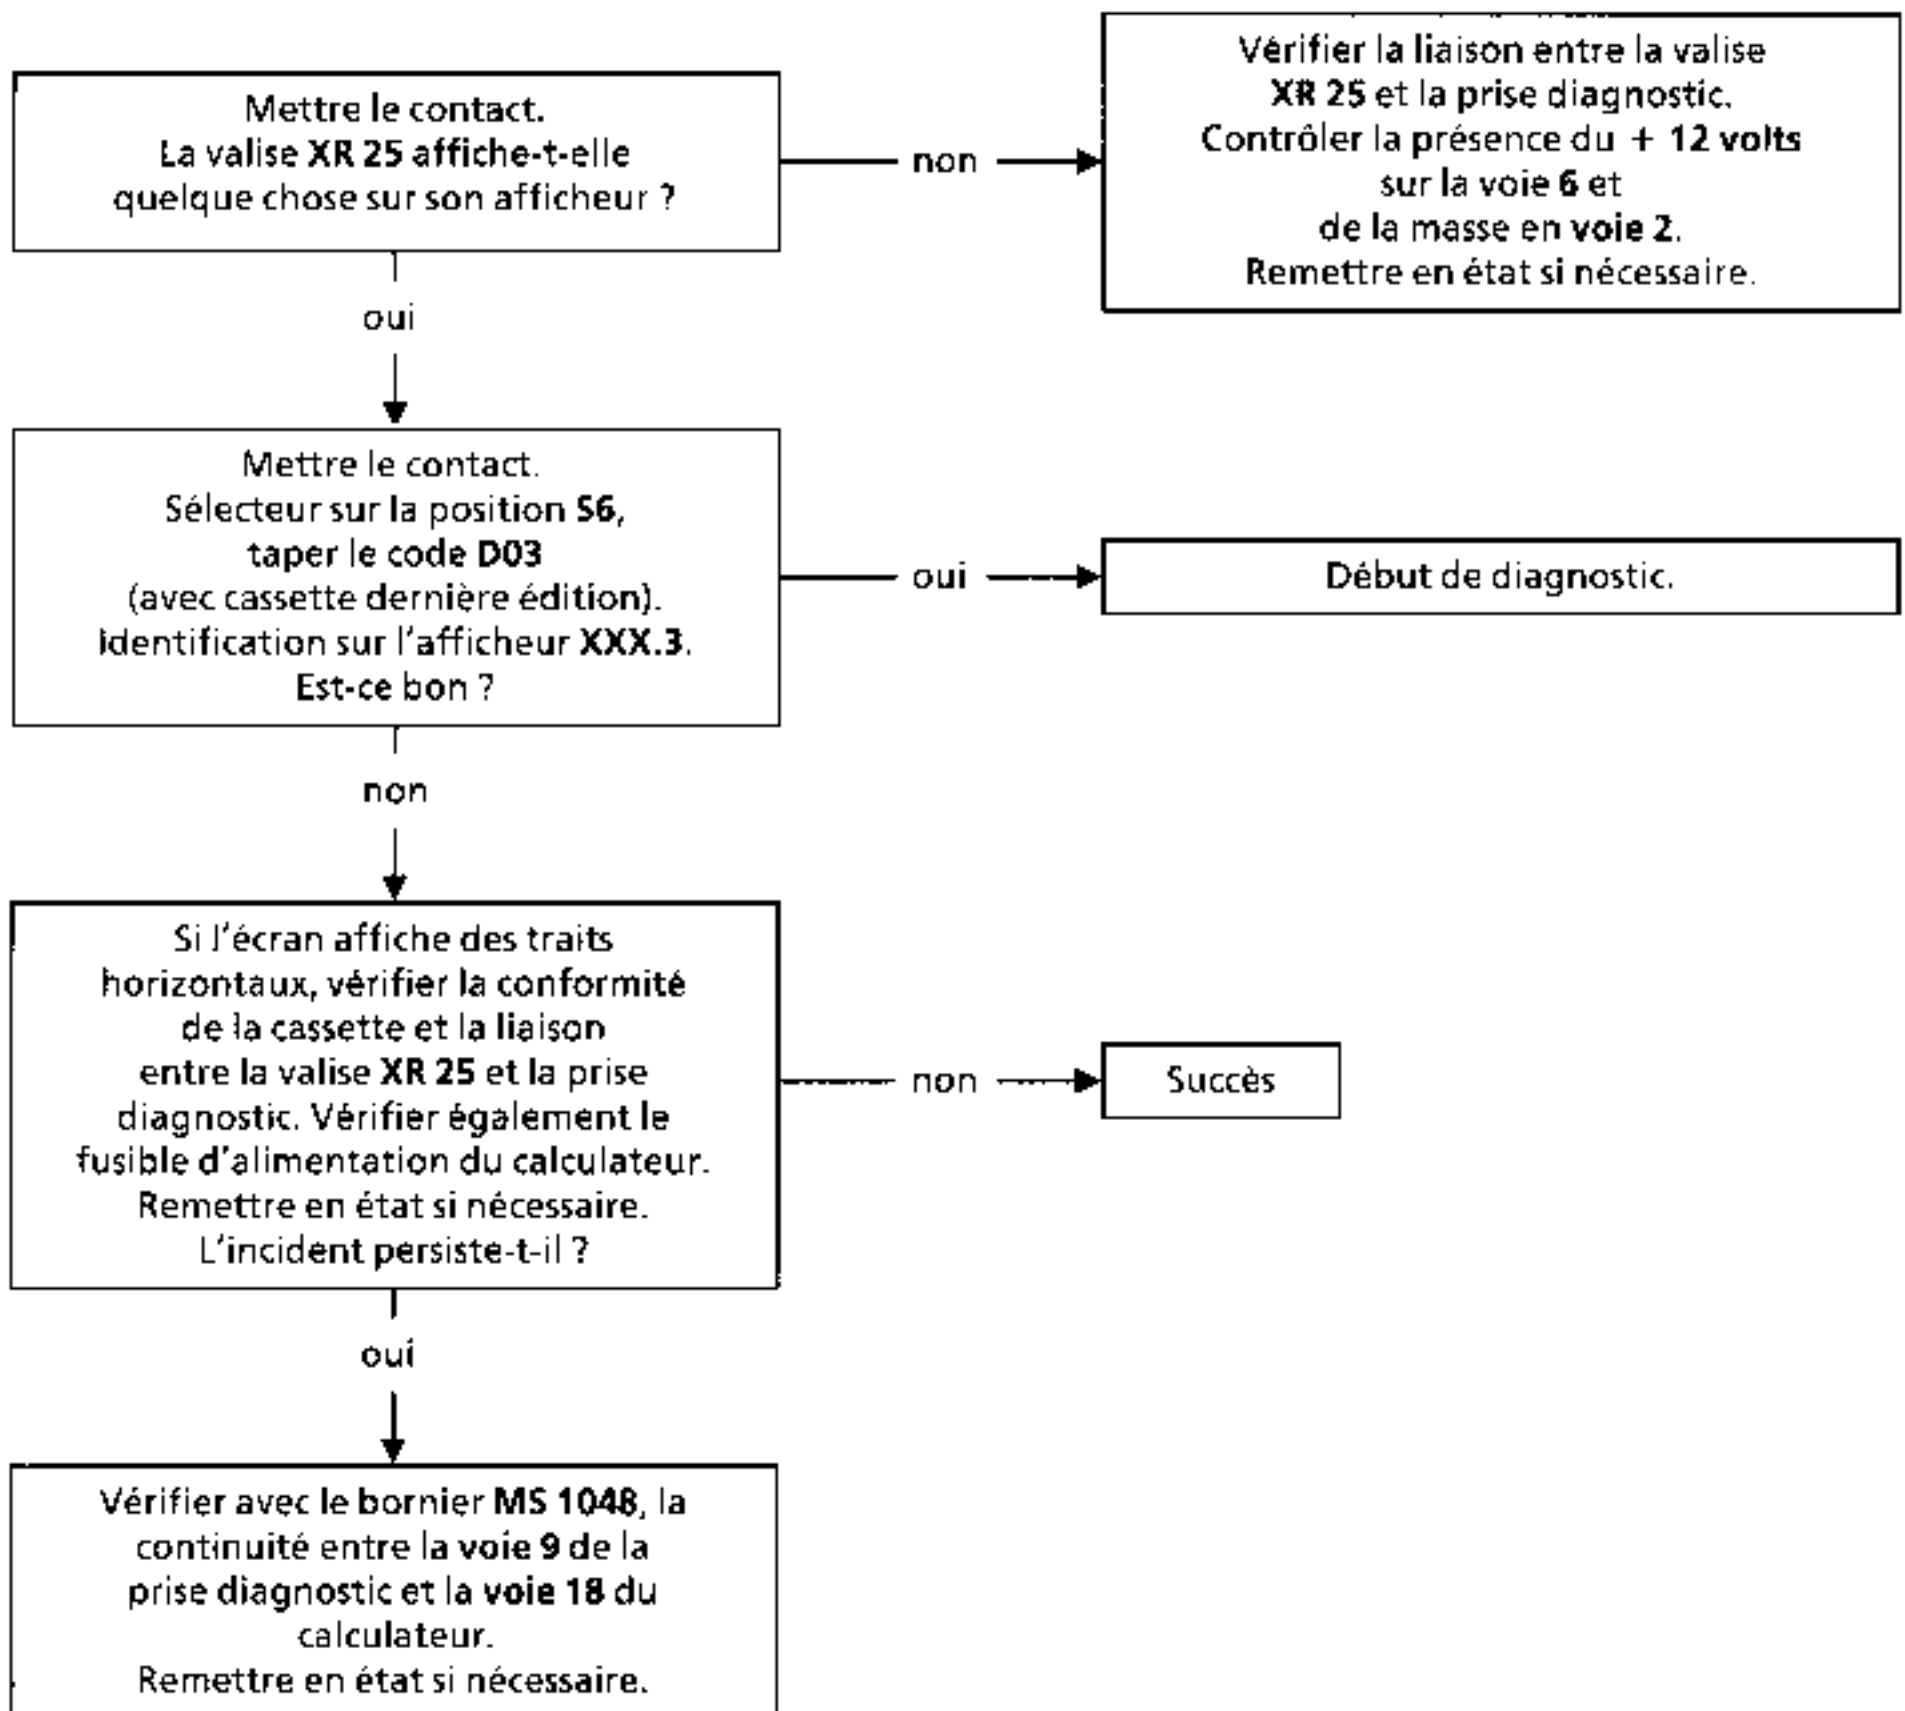 Mettre le contact.
La valise XR 25 affiche-t-elle
quelque chose sur son afficheur ?
non
Vérifier la liaison entre la valise
XR 25 et la prise diagnostic.
Contrôler la présence du + 12 volts
sur la voie 6 et
de la masse en voie 2.
Remettre en état si nécessaire.
oui
Mettre le contact.
Sélecteur sur la position S6,
taper le code D03
(avec cassette dernière édition).
Identification sur l'afficheur XXX.3.
Est-ce bon ?
oui
Début de diagnostic.
non
Si l'écran affiche des traits
horizontaux, vérifier la conformité
de la cassette et la liaison
entre la valise XR 25 et la prise
diagnostic. Vérifier également le
fusible d'alimentation du calculateur.
Remettre en état si nécessaire.
L'incident persiste-t-il ?
non
Succès
oui
Vérifier avec le bornier MS 1048, la
continuité entre la voie 9 de la
prise diagnostic et la voie 18 du
calculateur.
Remettre en état si nécessaire.